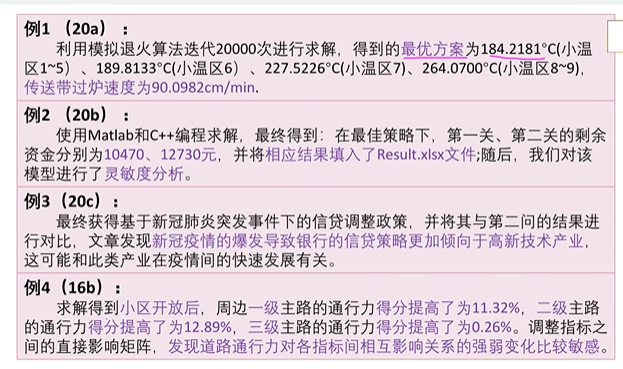 例1（20a）：
利用模拟退火算法迭代20000次进行求解，得到的最优方案为184.2181°C(小温
区1~5）、189.8133°C(小温区6）、227.5226°C(小温区7)、264.0700°C(小温区8~9),
传送带过炉速度为90.0982cm/min.
例2（20b）：
使用Matlab和C++编程求解，最终得到：在最佳策略下，第一关、第二关的剩余
资金分别为10470、12730元，并将相应结果填入了Result.xlsx文件;随后，我们对该
模型进行了灵敏度分析。
例3（20c）：
最终获得基于新冠肺炎突发事件下的信贷调整政策，并将其与第二问的结果进
行对比，文章发现新冠疫情的爆发导致银行的信贷策略更加倾向于高新技术产业，
这可能和此类产业在疫情间的快速发展有关。
例4（16b）：
求解得到小区开放后，周边一级主路的通行力得分提高了为11.32%，二级主路
的通行力得分提高了为12.89%，三级主路的通行力得分提高了为0.26%。调整指标之
间的直接影响矩阵，发现道路通行力对各指标间相互影响关系的强弱变化比较敏感。